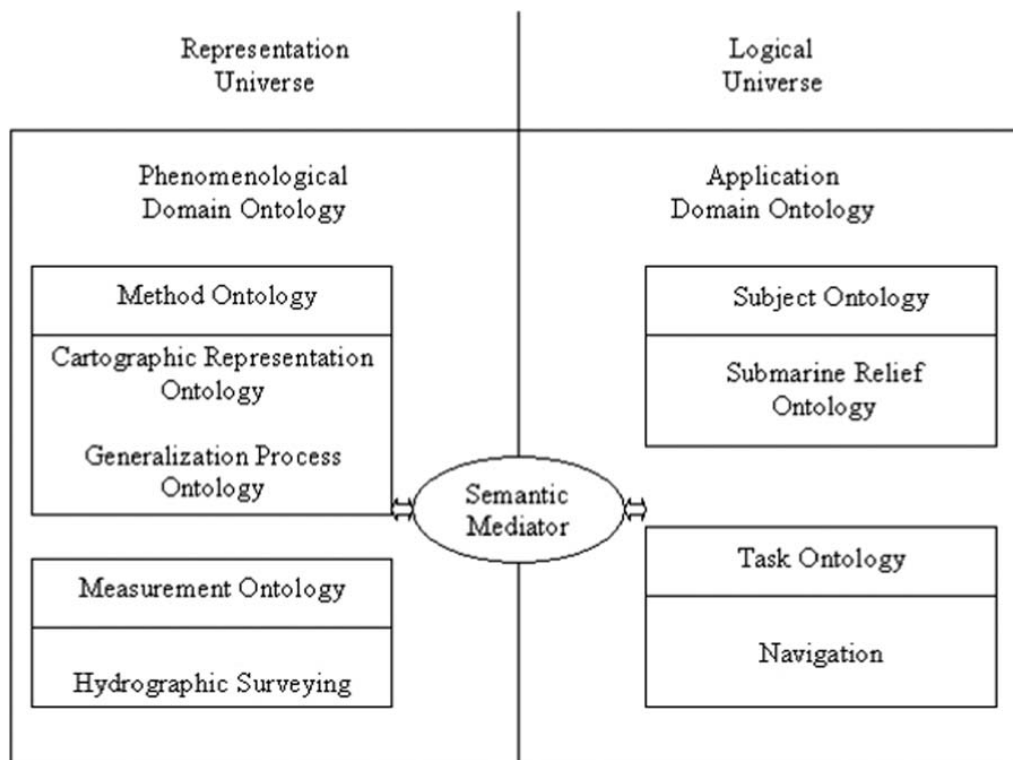 Representation
Universe
Logical
Universe
Phenomenological
Domain Ontology
Application
Domain Ontology
Method Ontology
Cartographic Representation
Ontology
Generalization Process
Ontology
Measurement Ontology
Hydrographic Surveying
Semantic
Mediator
Subject Ontology
Submarine Relief
Ontology
Task Ontology
Navigation